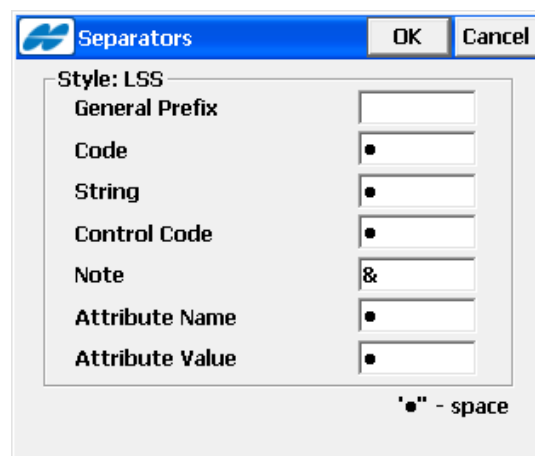 Separators OK Cancel
Style: LSS
General Prefix
Code ●
String ●
Control Code ●
Note &
Attribute Name ●
Attribute Value ●
'●" - space